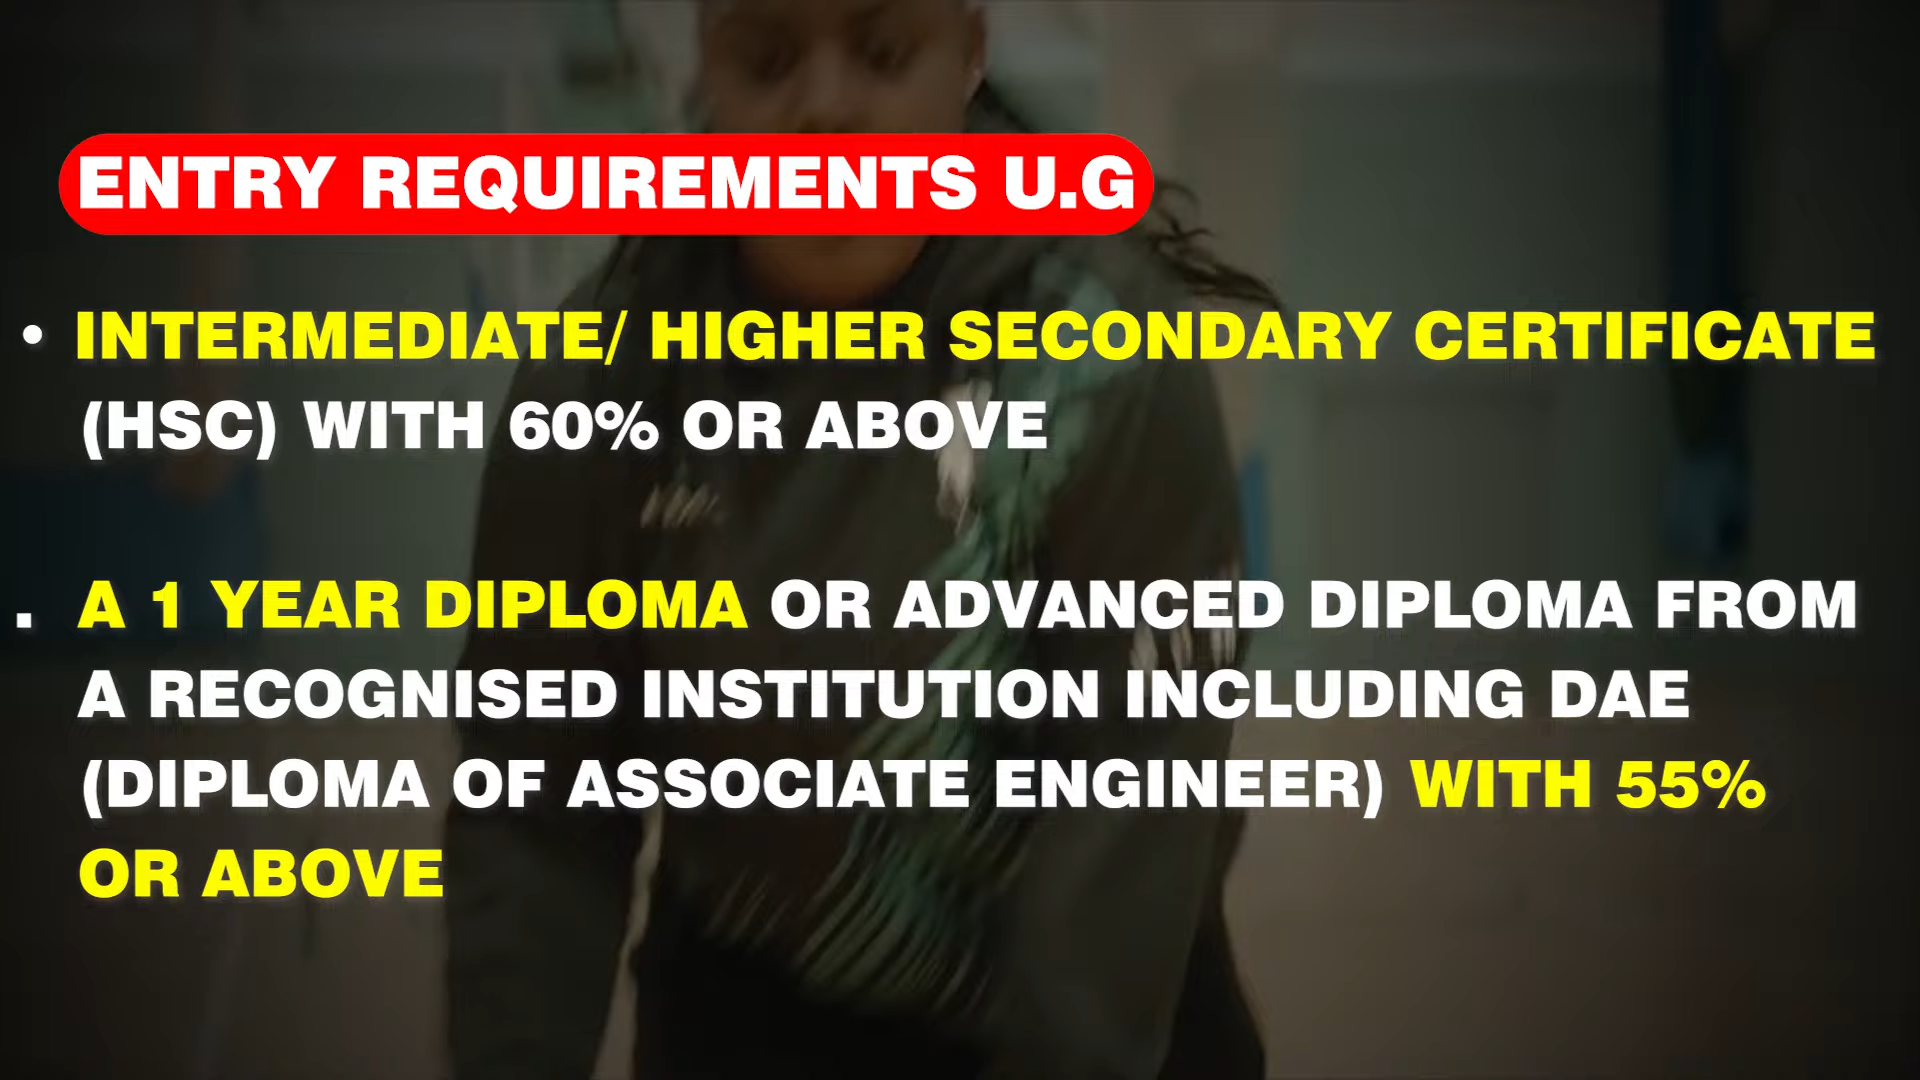 ENTRY REQUIREMENTS U.G
• INTERMEDIATE/ HIGHER SECONDARY CERTIFICATE
(HSC) WITH 60% OR ABOVE
. A 1 YEAR DIPLOMA OR ADVANCED DIPLOMA FROM
A RECOGNISED INSTITUTION INCLUDING DAE
(DIPLOMA OF ASSOCIATE ENGINEER) WITH 55%
OR ABOVE